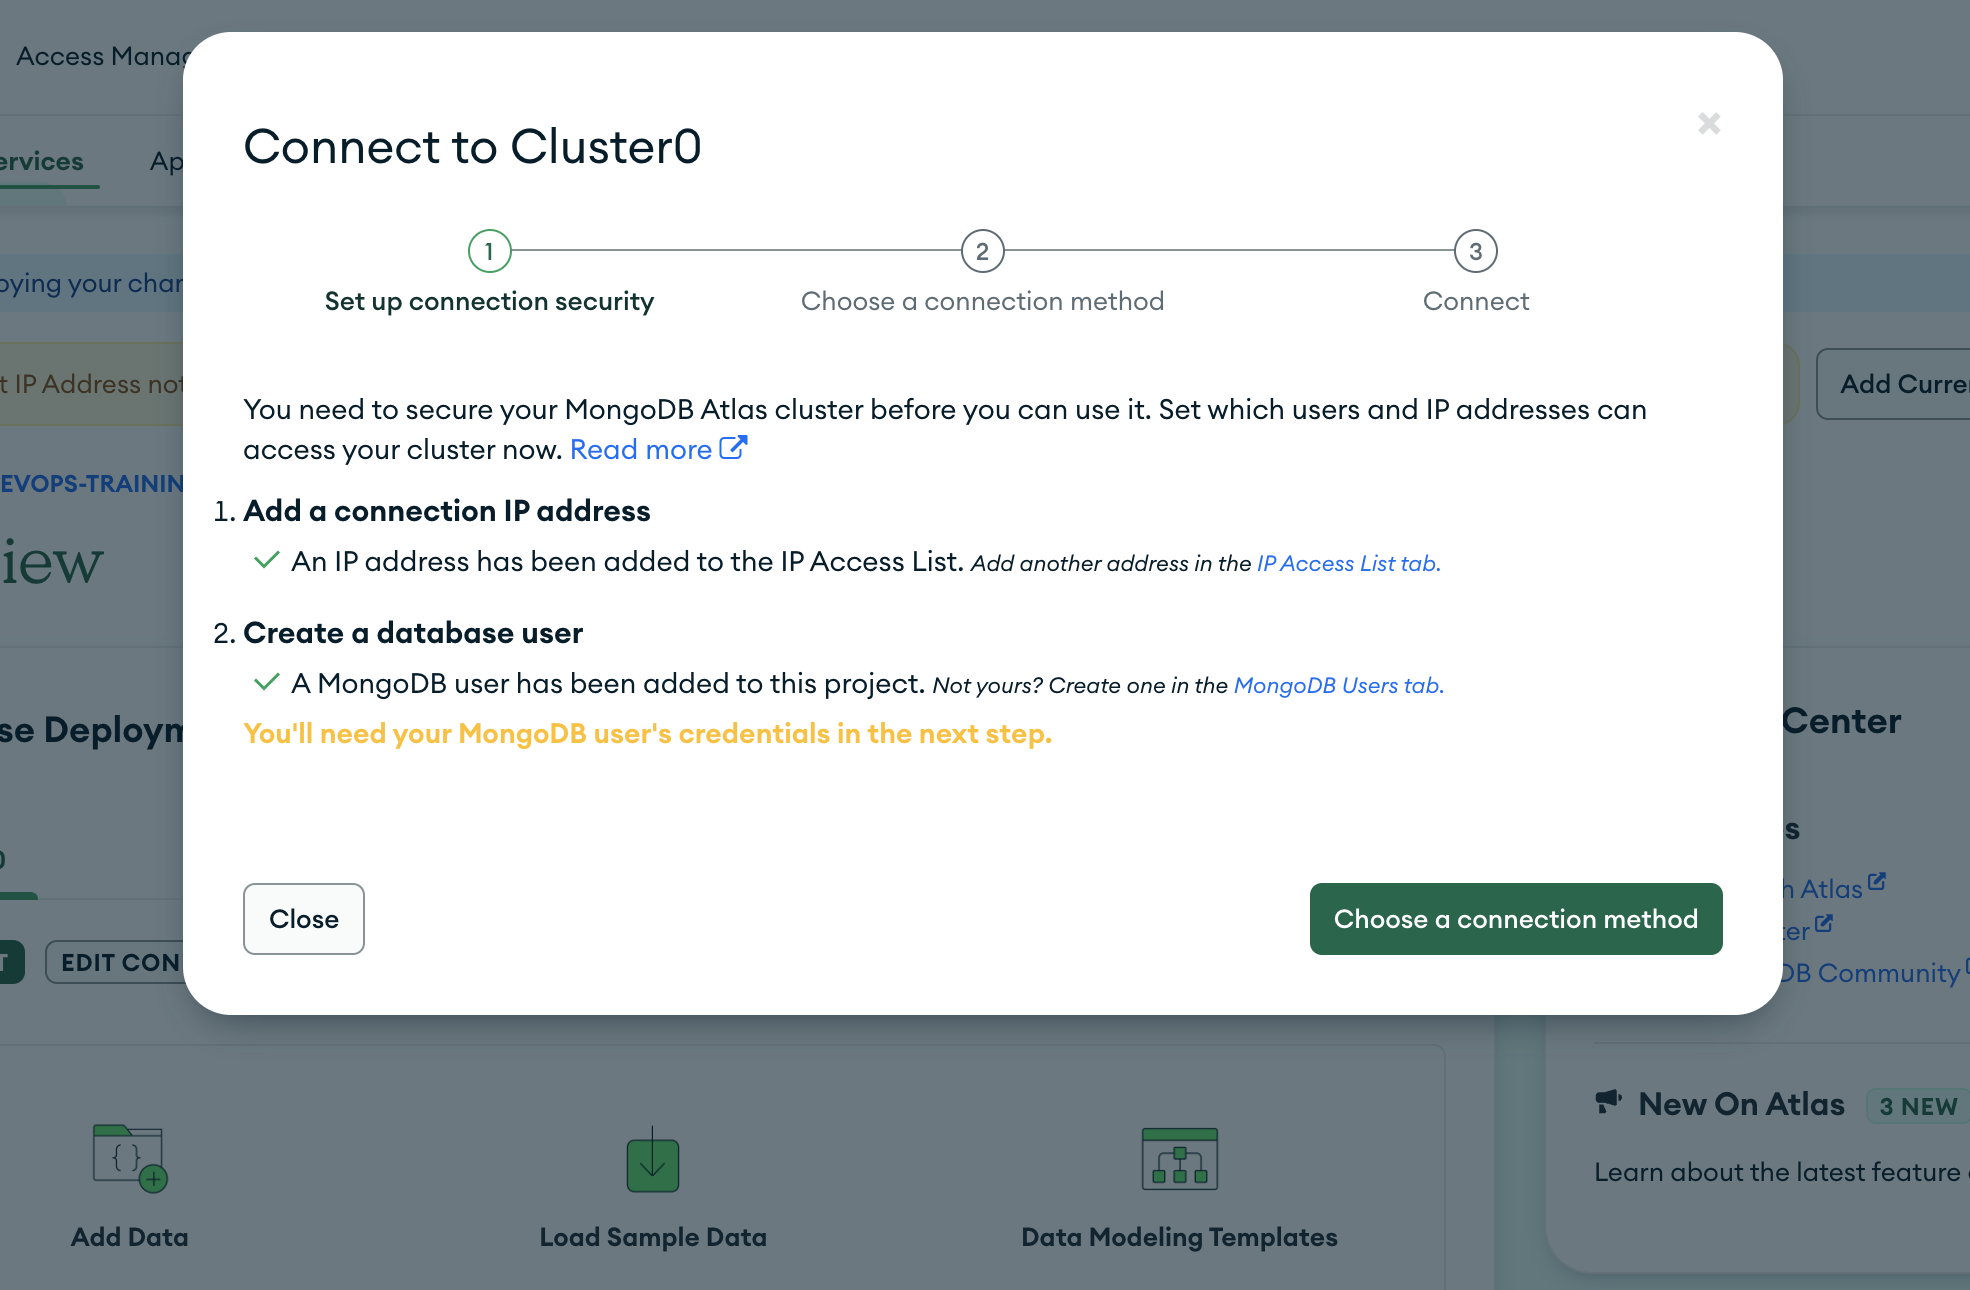 Access Manag
Connect to Cluster0
ervices
Ap
1
2
3
Set up connection security
Choose a connection method
Connect
oying your chan
t IP Address not
Add Curre
You need to secure your MongoDB Atlas cluster before you can use it. Set which users and IP addresses can
access your cluster now. Read more
EVOPS-TRAININ
1. Add a connection IP address
An IP address has been added to the IP Access List. Add another address in the IP Access List tab.
iew
2. Create a database user
A MongoDB user has been added to this project. Not yours? Create one in the MongoDB Users tab.
You'll need your MongoDB user's credentials in the next step.
se Deploym
Center
s
0
h Atlas
ter
DB Community
Close
Choose a connection method
T
EDIT CON
New On Atlas
3 NEW
Learn about the latest feature
Add Data
Load Sample Data
Data Modeling Templates